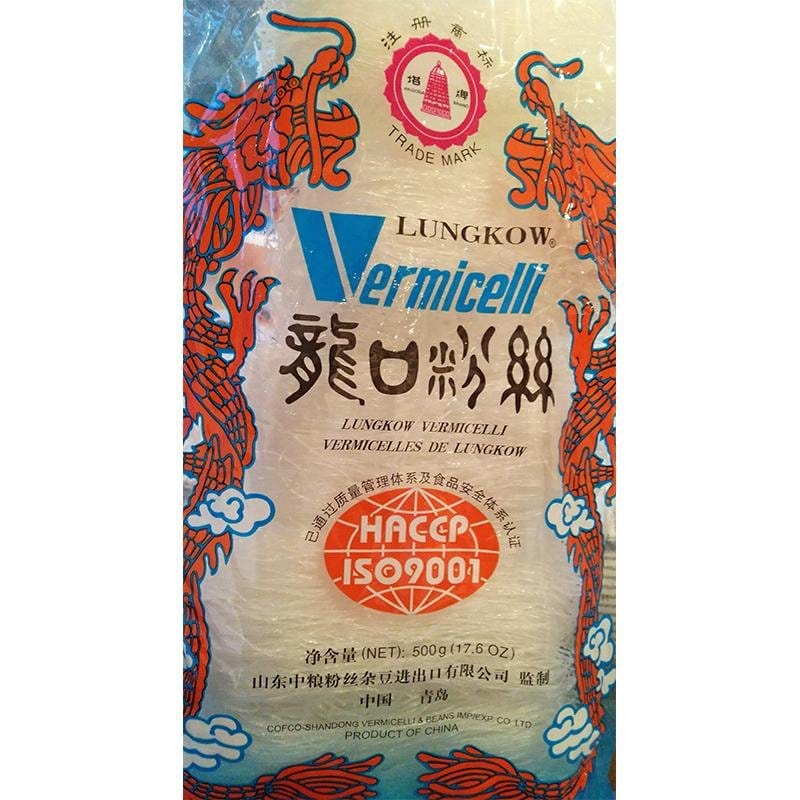 注册商标
塔牌
PAGODA BRAND
TRADE MARK
LUNGKOW®
Vermicelli
龍口粉絲
LUNGKOW VERMICELLI
VERMICELLES DE LUNGKOW
已通过质量管理体系及食品安全体系认证
HACCP
ISO9001
净含量(NET): 500g (17.6 OZ)
山东中粮粉丝杂豆进出口有限公司 监制
中国 青岛
COFCO-SHANDONG VERMICELLI & BEANS IMP/EXP CO LTD
PRODUCT OF CHINA